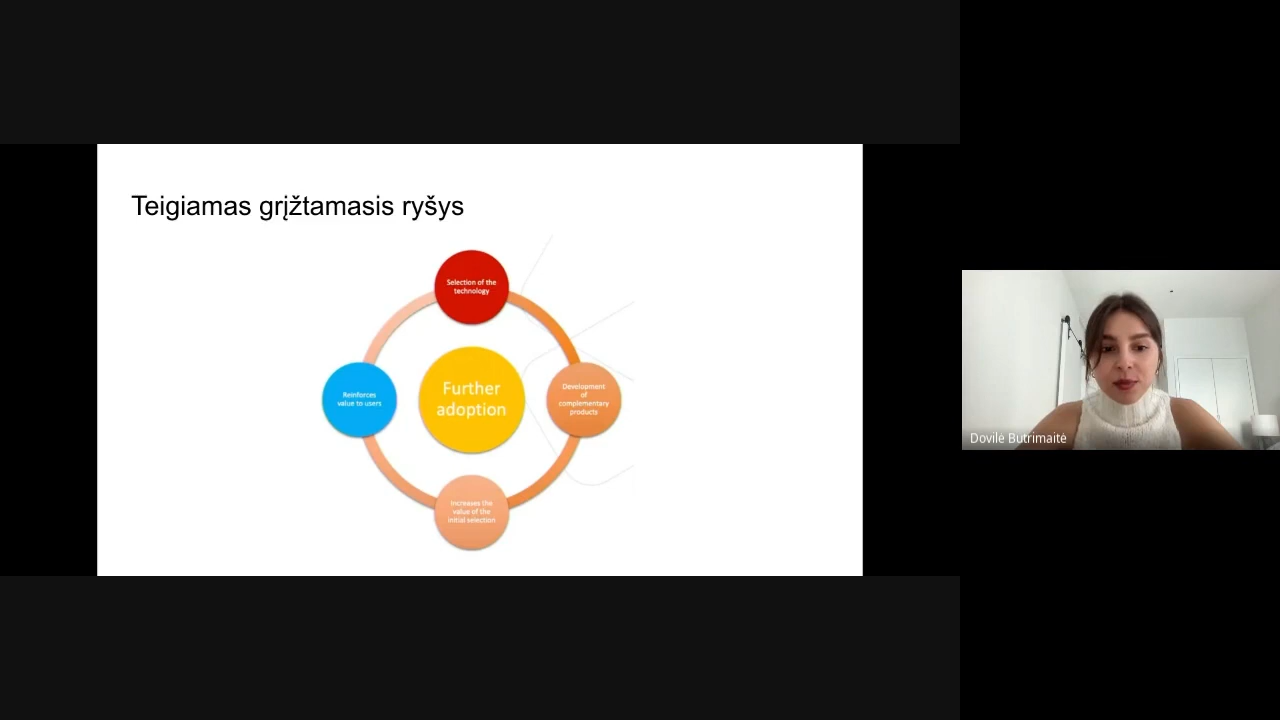 Teigiamas grįžtamasis ryšys
Selection of the
technology
Further
adoption
Reinforces
value to users
Development
of
complementary
products
Increases the
value of the
initial selection
Dovilė Butrimaitė